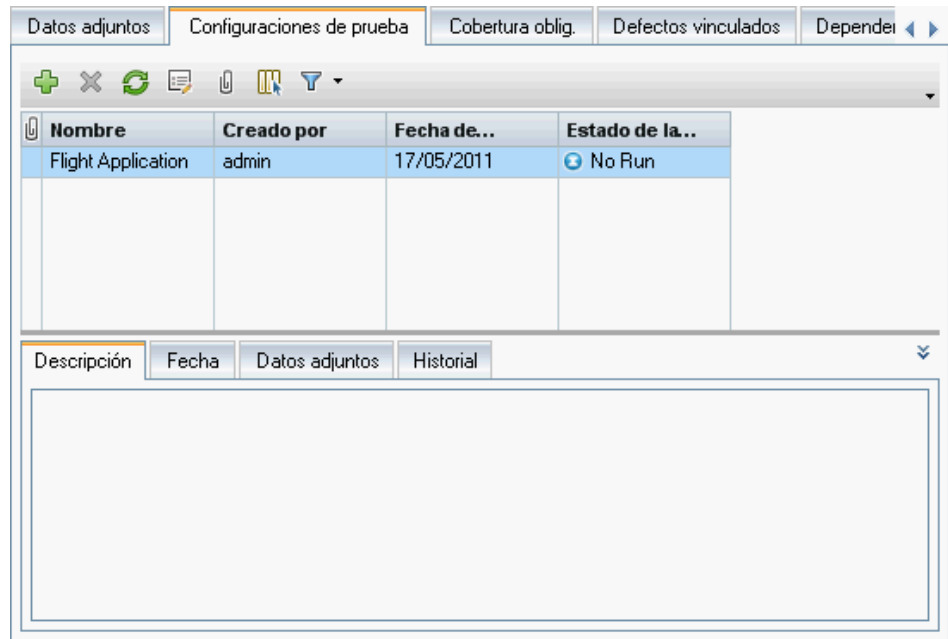 Datos adjuntos Configuraciones de prueba Cobertura oblig. Defectos vinculados
Nombre Creado por Fecha de... Estado de la...
Flight Application admin 17/05/2011 No Run
Descripción Fecha Datos adjuntos Historial